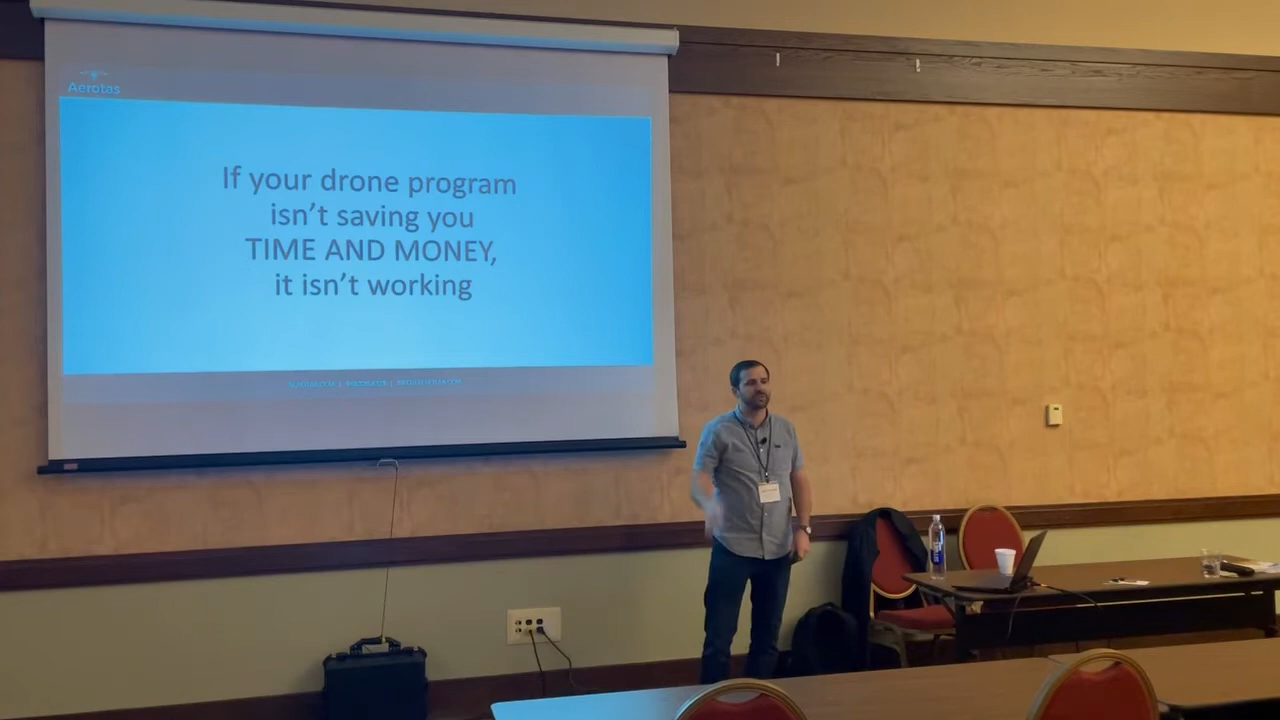 Aerotas
If your drone program
isn't saving you
TIME AND MONEY,
it isn't working